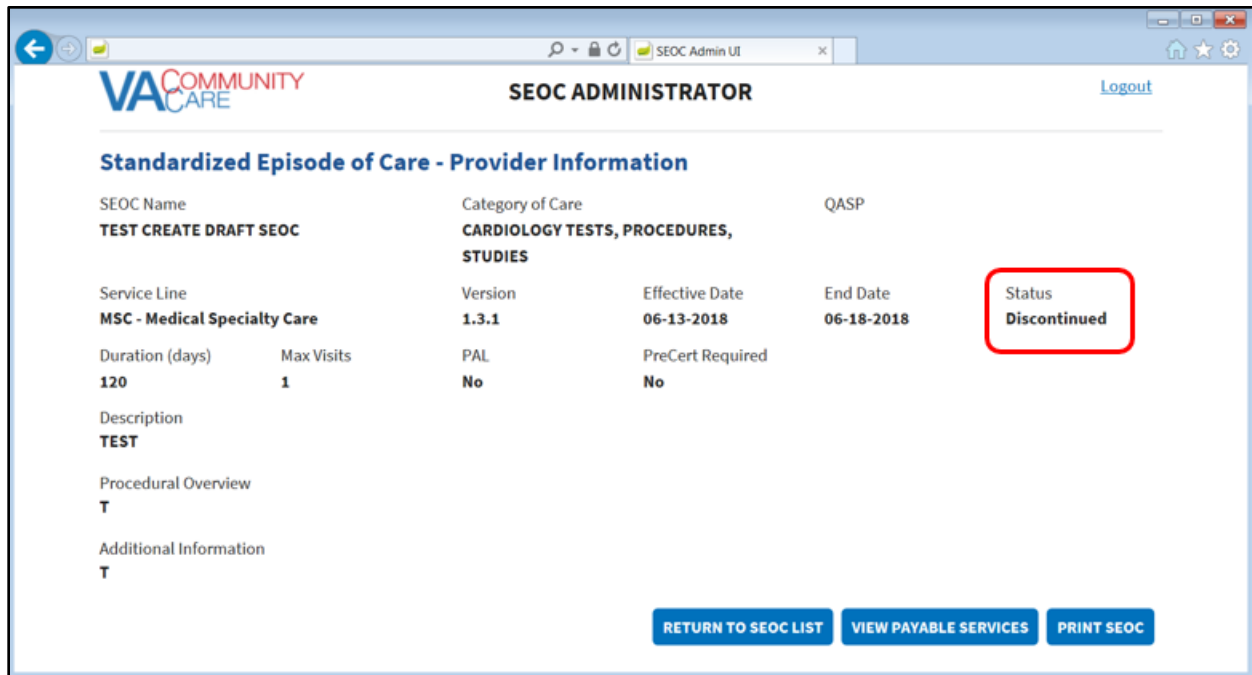 SEOC Admin UI
VA COMMUNITY CARE
SEOC ADMINISTRATOR
Logout
Standardized Episode of Care - Provider Information
SEOC Name Category of Care QASP
TEST CREATE DRAFT SEOC CARDIOLOGY TESTS, PROCEDURES,
STUDIES
Service Line Version Effective Date End Date Status
MSC - Medical Specialty Care 1.3.1 06-13-2018 06-18-2018 Discontinued
Duration (days) Max Visits PAL PreCert Required
120 1 No No
Description
TEST
Procedural Overview
T
Additional Information
T
RETURN TO SEOC LIST VIEW PAYABLE SERVICES PRINT SEOC